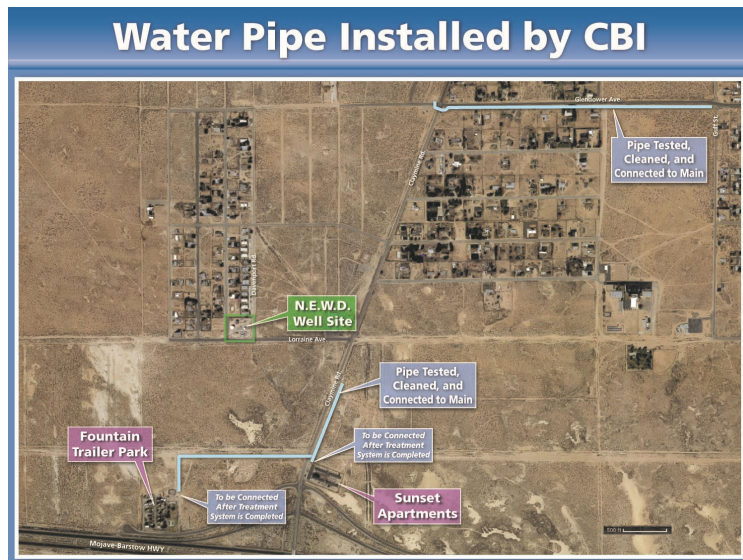 Water Pipe Installed by CBI
Glendower Ave.
Gold St.
Pipe Tested,
Cleaned, and
Connected to Main
Claymine Rd.
Davenport Rd.
N.E.W.D.
Well Site
Lorraine Ave.
Claymine Rd.
Pipe Tested,
Cleaned, and
Connected to Main
To be Connected
After Treatment
System is Completed
Fountain
Trailer Park
To be Connected
After Treatment
System is Completed
Sunset
Apartments
500 ft
Mojave-Barstow HWY